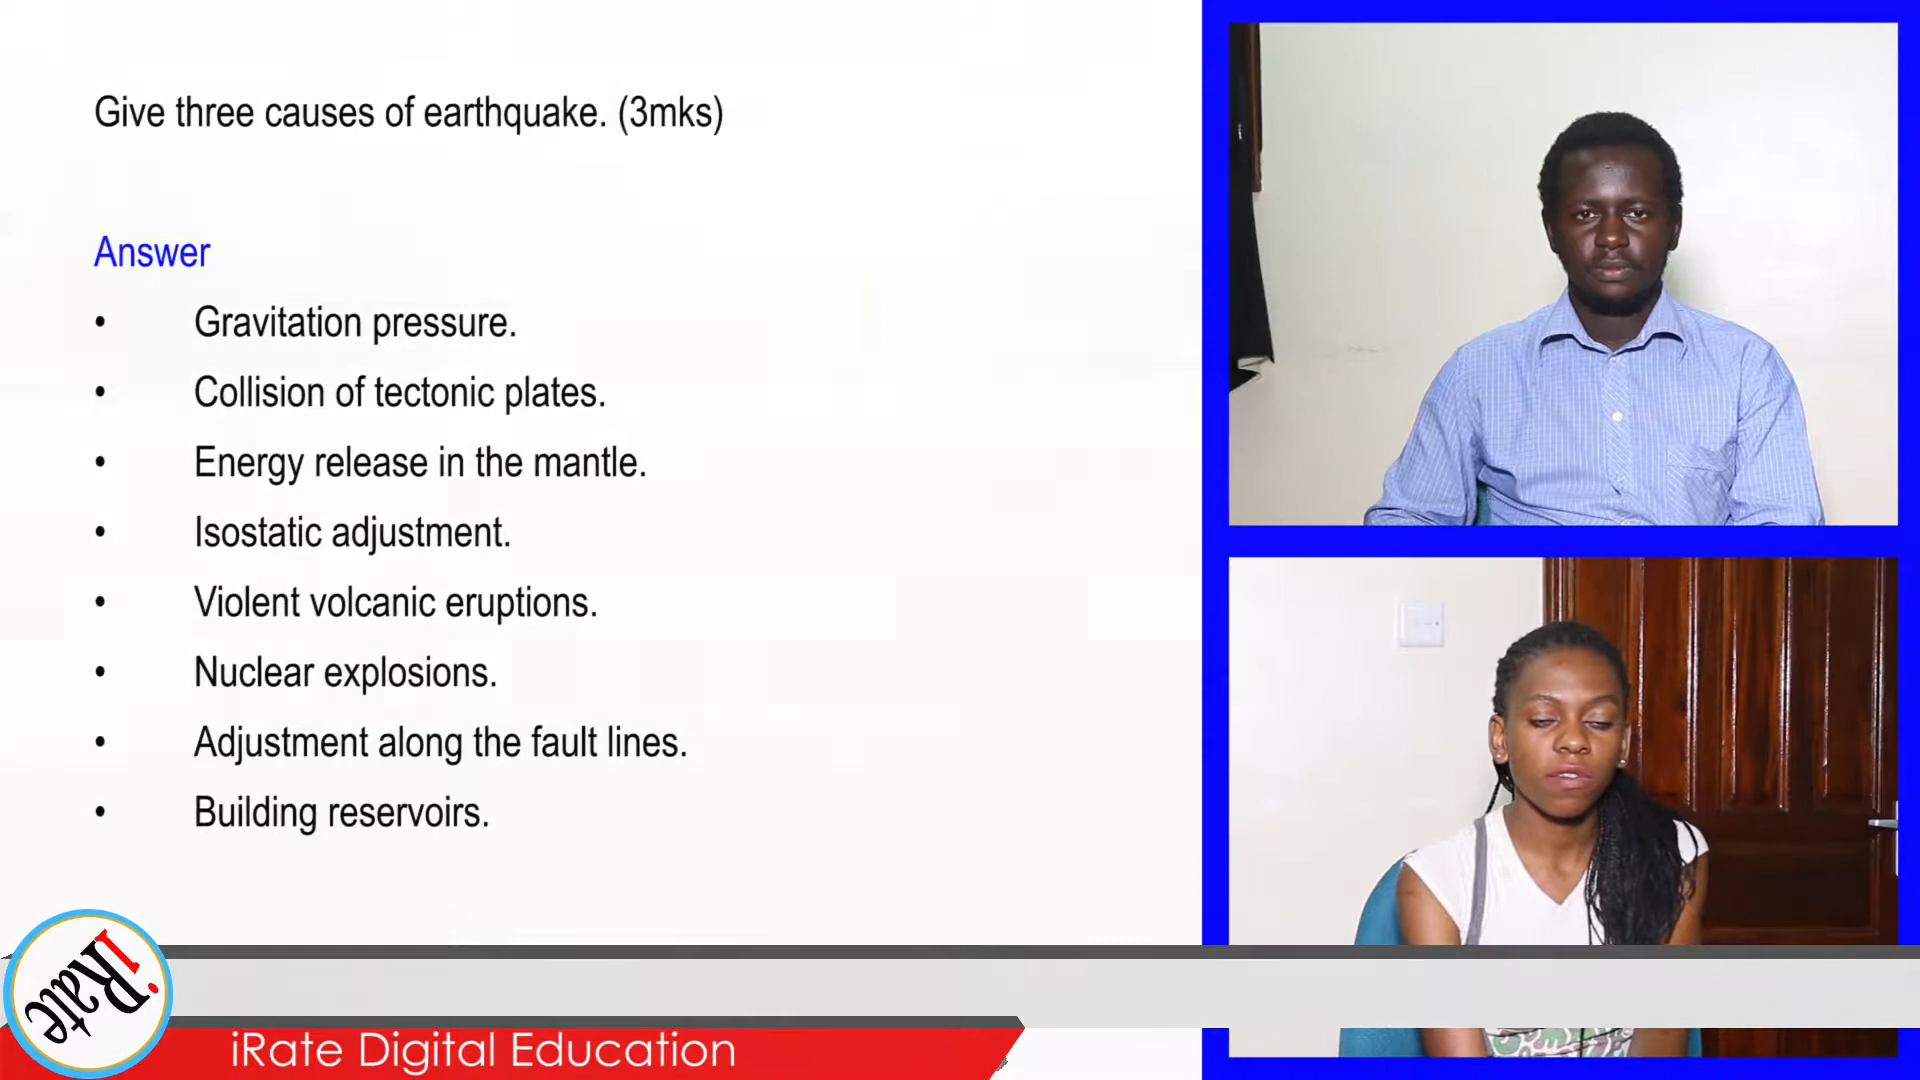 Give three causes of earthquake. (3mks)
Answer
• Gravitation pressure.
• Collision of tectonic plates.
• Energy release in the mantle.
• Isostatic adjustment.
• Violent volcanic eruptions.
• Nuclear explosions.
• Adjustment along the fault lines.
• Building reservoirs.
iRate
iRate Digital Education